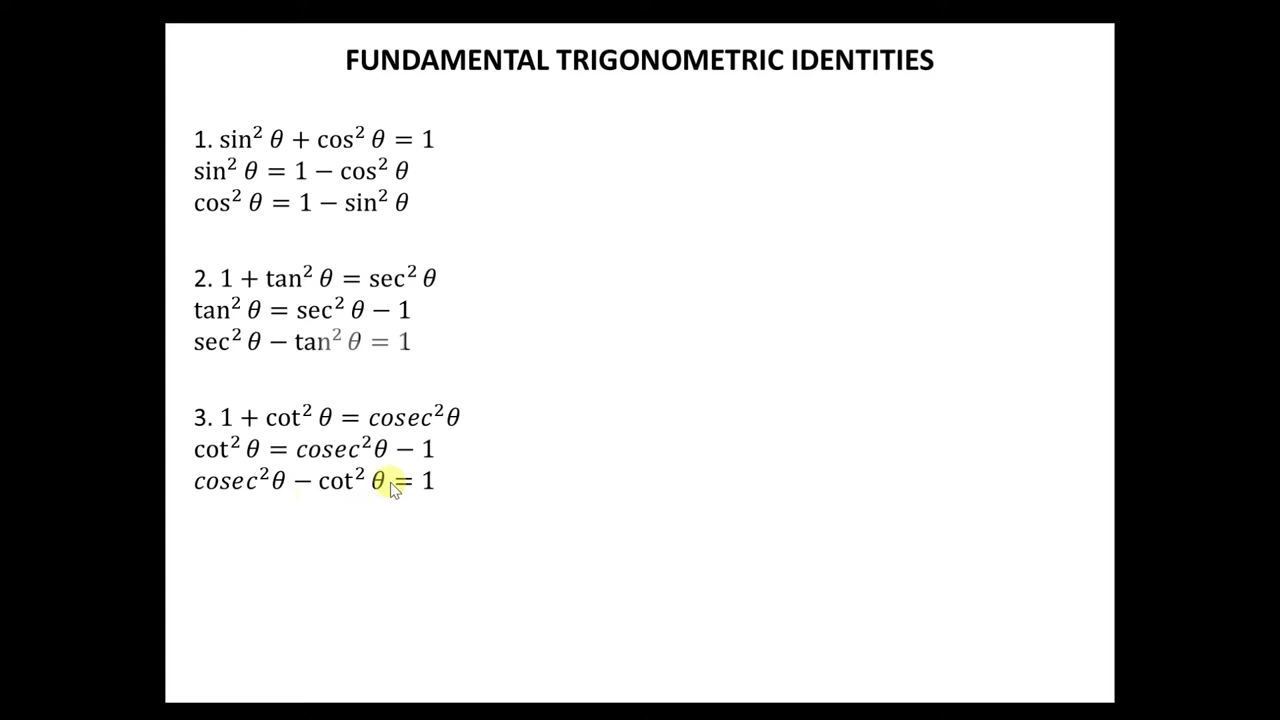 FUNDAMENTAL TRIGONOMETRIC IDENTITIES
1. sin² θ + cos² θ = 1
sin² θ = 1 − cos² θ
cos² θ = 1 − sin² θ
2. 1 + tan² θ = sec² θ
tan² θ = sec² θ − 1
sec² θ − tan² θ = 1
3. 1 + cot² θ = cosec²θ
cot² θ = cosec²θ − 1
cosec²θ − cot² θ = 1